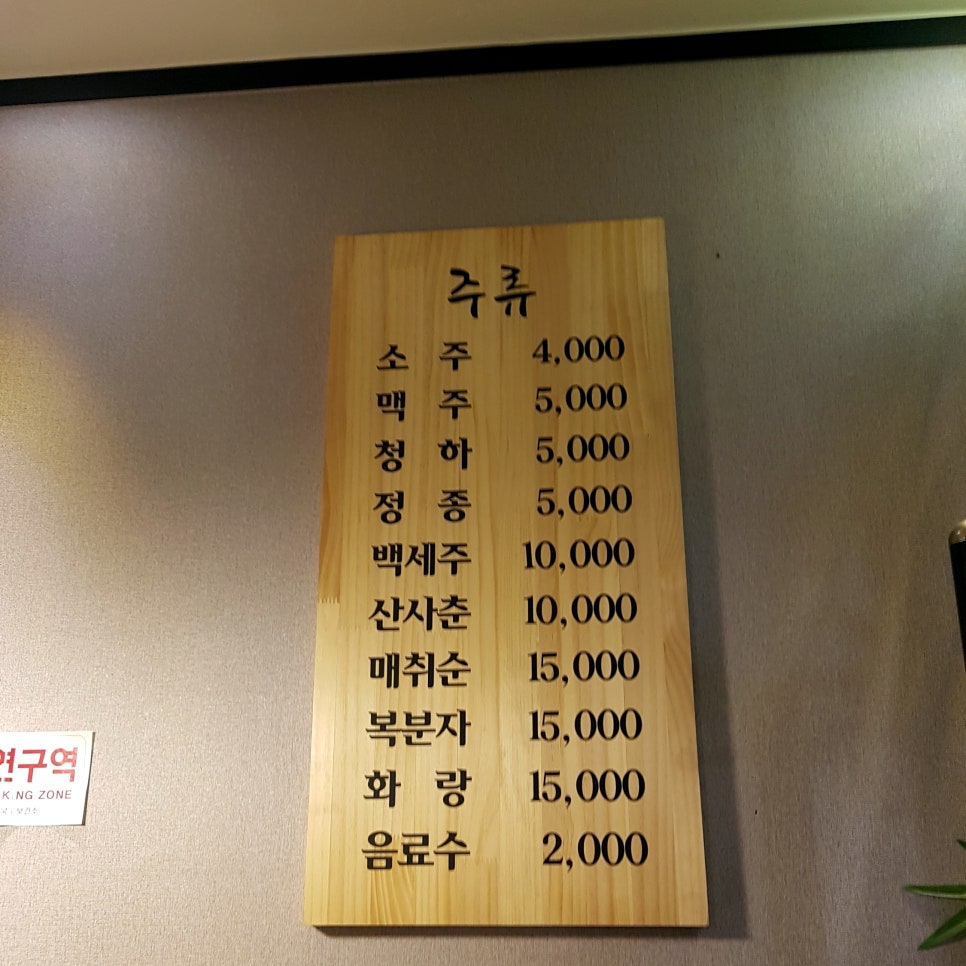 주류
소 주 4,000
맥 주 5,000
청 하 5,000
정 종 5,000
백세주 10,000
산사춘 10,000
매취순 15,000
복분자 15,000
화 랑 15,000
음료수 2,000
연구역
KING ZONE